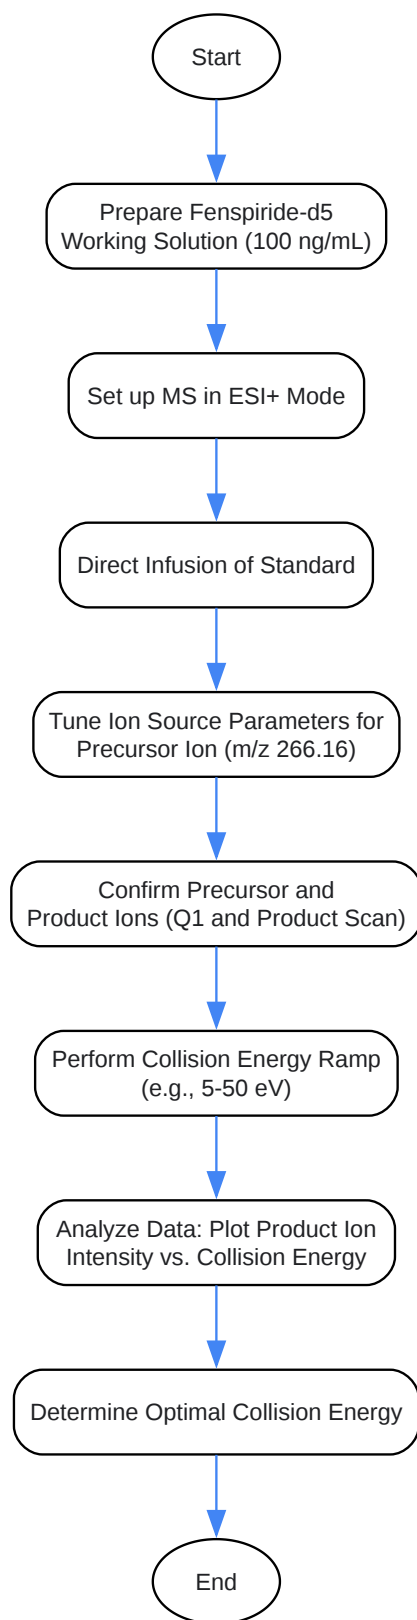 Start
Prepare Fenspiride-d5
Working Solution (100 ng/mL)
Set up MS in ESI+ Mode
Direct Infusion of Standard
Tune Ion Source Parameters for
Precursor Ion (m/z 266.16)
Confirm Precursor and
Product Ions (Q1 and Product Scan)
Perform Collision Energy Ramp
(e.g., 5-50 eV)
Analyze Data: Plot Product Ion
Intensity vs. Collision Energy
Determine Optimal Collision Energy
End